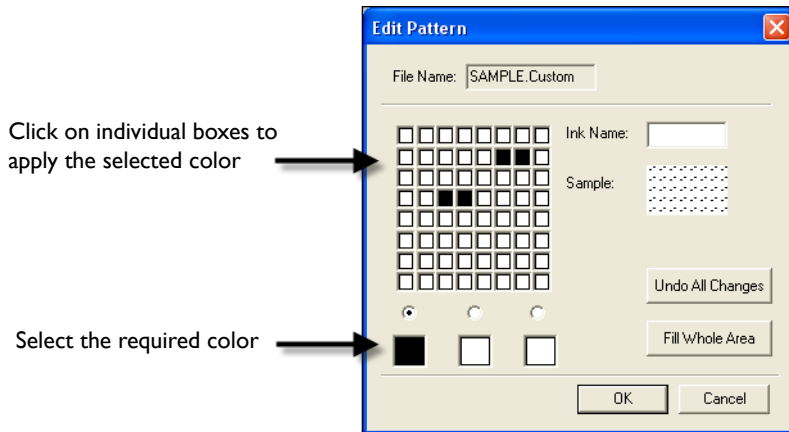 Edit Pattern
File Name: SAMPLE.Custom
Click on individual boxes to
apply the selected color
Ink Name:
Sample:
Undo All Changes
Select the required color
Fill Whole Area
OK Cancel